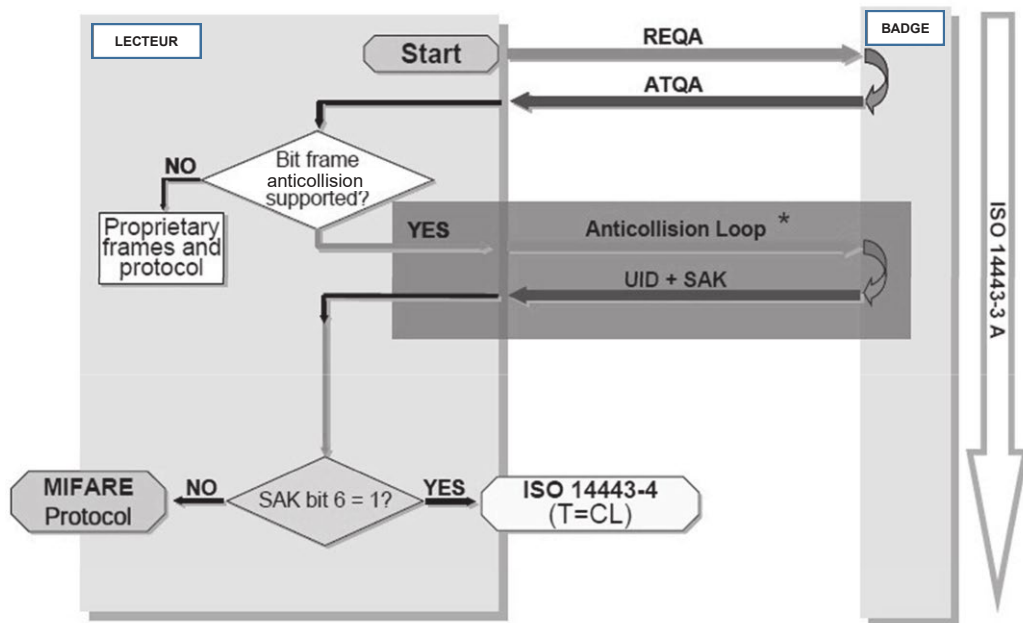 LECTEUR
BADGE
Start
REQA
ATQA
Bit frame
anticollision
supported?
NO
Proprietary
frames and
protocol
YES
Anticollision Loop *
UID + SAK
MIFARE
Protocol
NO
SAK bit 6 = 1?
YES
ISO 14443-4
(T=CL)
ISO 14443-3 A